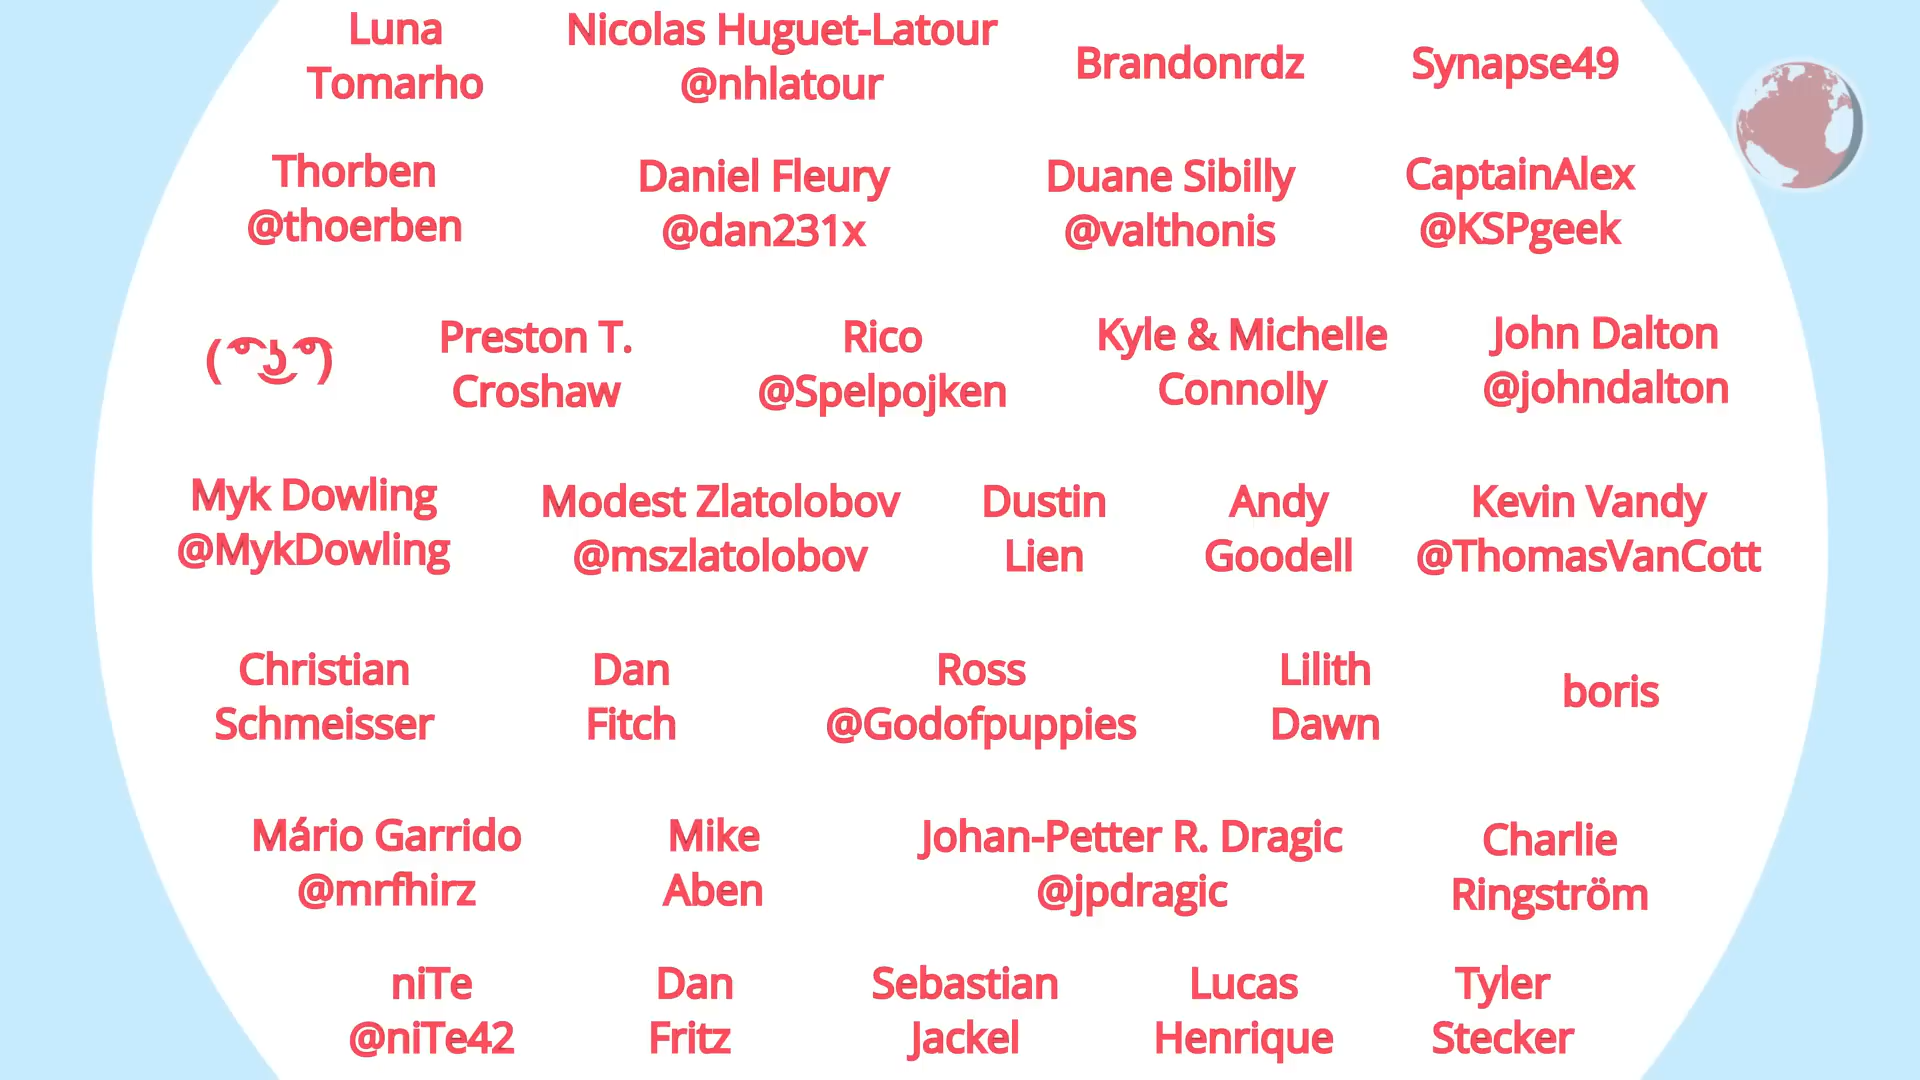 Luna
Tomarho
Nicolas Huguet-Latour
@nhlatour
Brandonrdz
Synapse49
Thorben
@thoerben
Daniel Fleury
@dan231x
Duane Sibilly
@valthonis
CaptainAlex
@KSPgeek
( ͡° ͜ʖ ͡°)
Preston T.
Croshaw
Rico
@Spelpojken
Kyle & Michelle
Connolly
John Dalton
@johndalton
Myk Dowling
@MykDowling
Modest Zlatolobov
@mszlatolobov
Dustin
Lien
Andy
Goodell
Kevin Vandy
@ThomasVanCott
Christian
Schmeisser
Dan
Fitch
Ross
@Godofpuppies
Lilith
Dawn
boris
Mário Garrido
@mrfhirz
Mike
Aben
Johan-Petter R. Dragic
@jpdragic
Charlie
Ringström
niTe
@niTe42
Dan
Fritz
Sebastian
Jackel
Lucas
Henrique
Tyler
Stecker